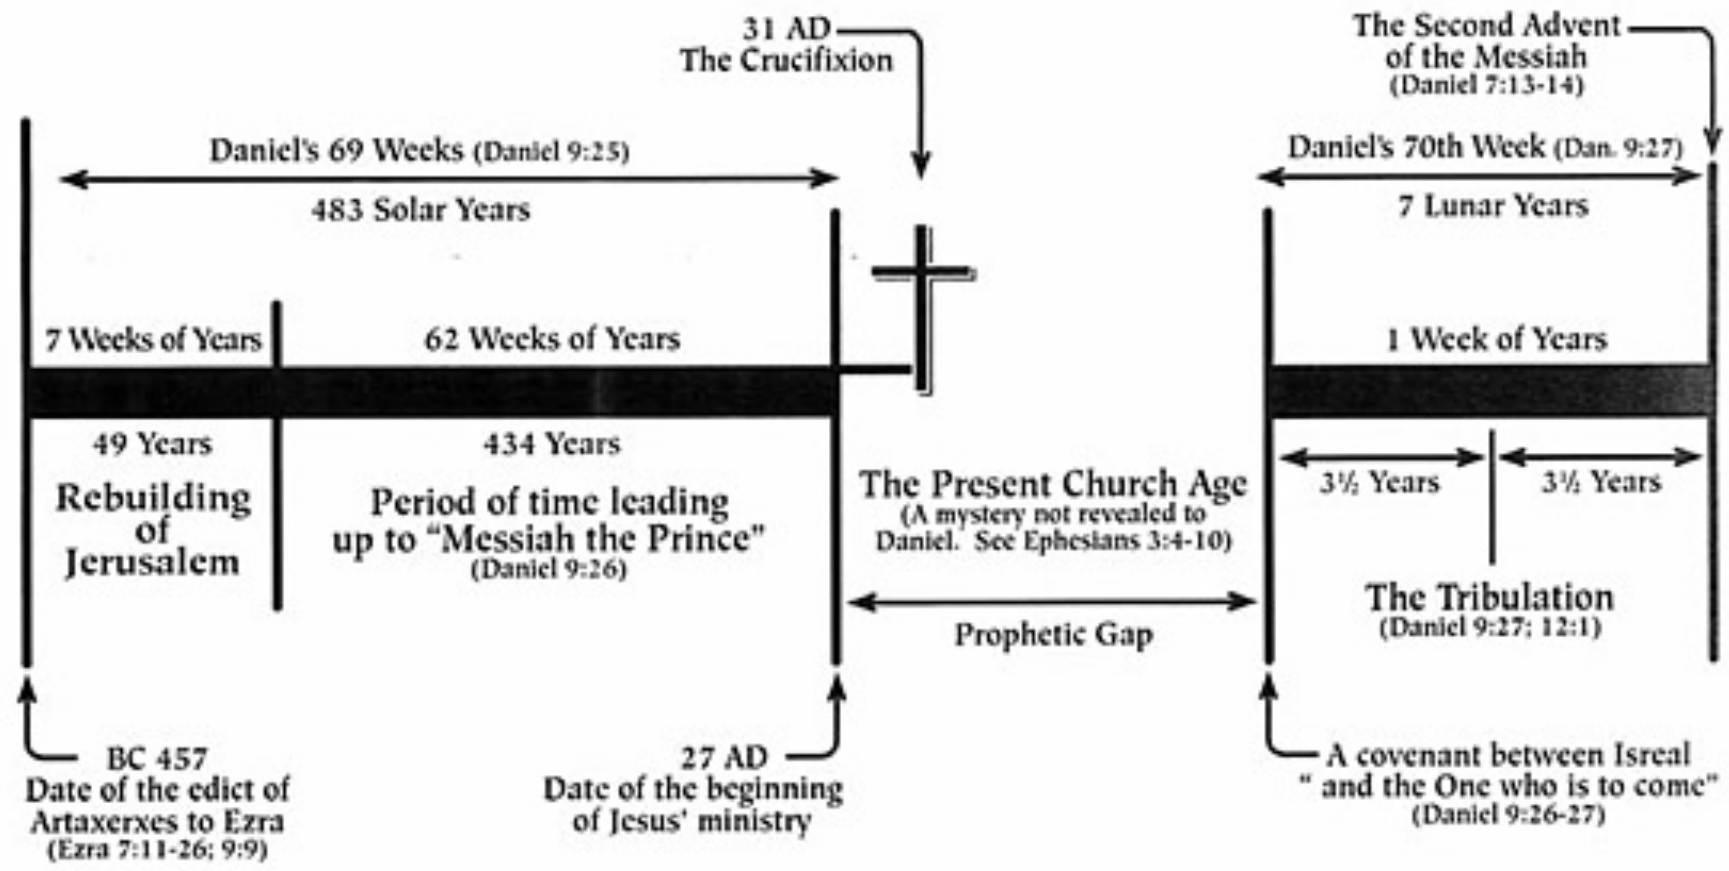 31 AD
The Crucifixion
The Second Advent
of the Messiah
(Daniel 7:13-14)
Daniel's 69 Weeks (Daniel 9:25)
483 Solar Years
Daniel's 70th Week (Dan. 9:27)
7 Lunar Years
7 Weeks of Years
62 Weeks of Years
1 Week of Years
49 Years
434 Years
Rebuilding
of
Jerusalem
Period of time leading
up to "Messiah the Prince"
(Daniel 9:26)
The Present Church Age
(A mystery not revealed to
Daniel. See Ephesians 3:4-10)
Prophetic Gap
3½ Years
3½ Years
The Tribulation
(Daniel 9:27; 12:1)
BC 457
Date of the edict of
Artaxerxes to Ezra
(Ezra 7:11-26; 9:9)
27 AD
Date of the beginning
of Jesus' ministry
A covenant between Isreal
" and the One who is to come"
(Daniel 9:26-27)